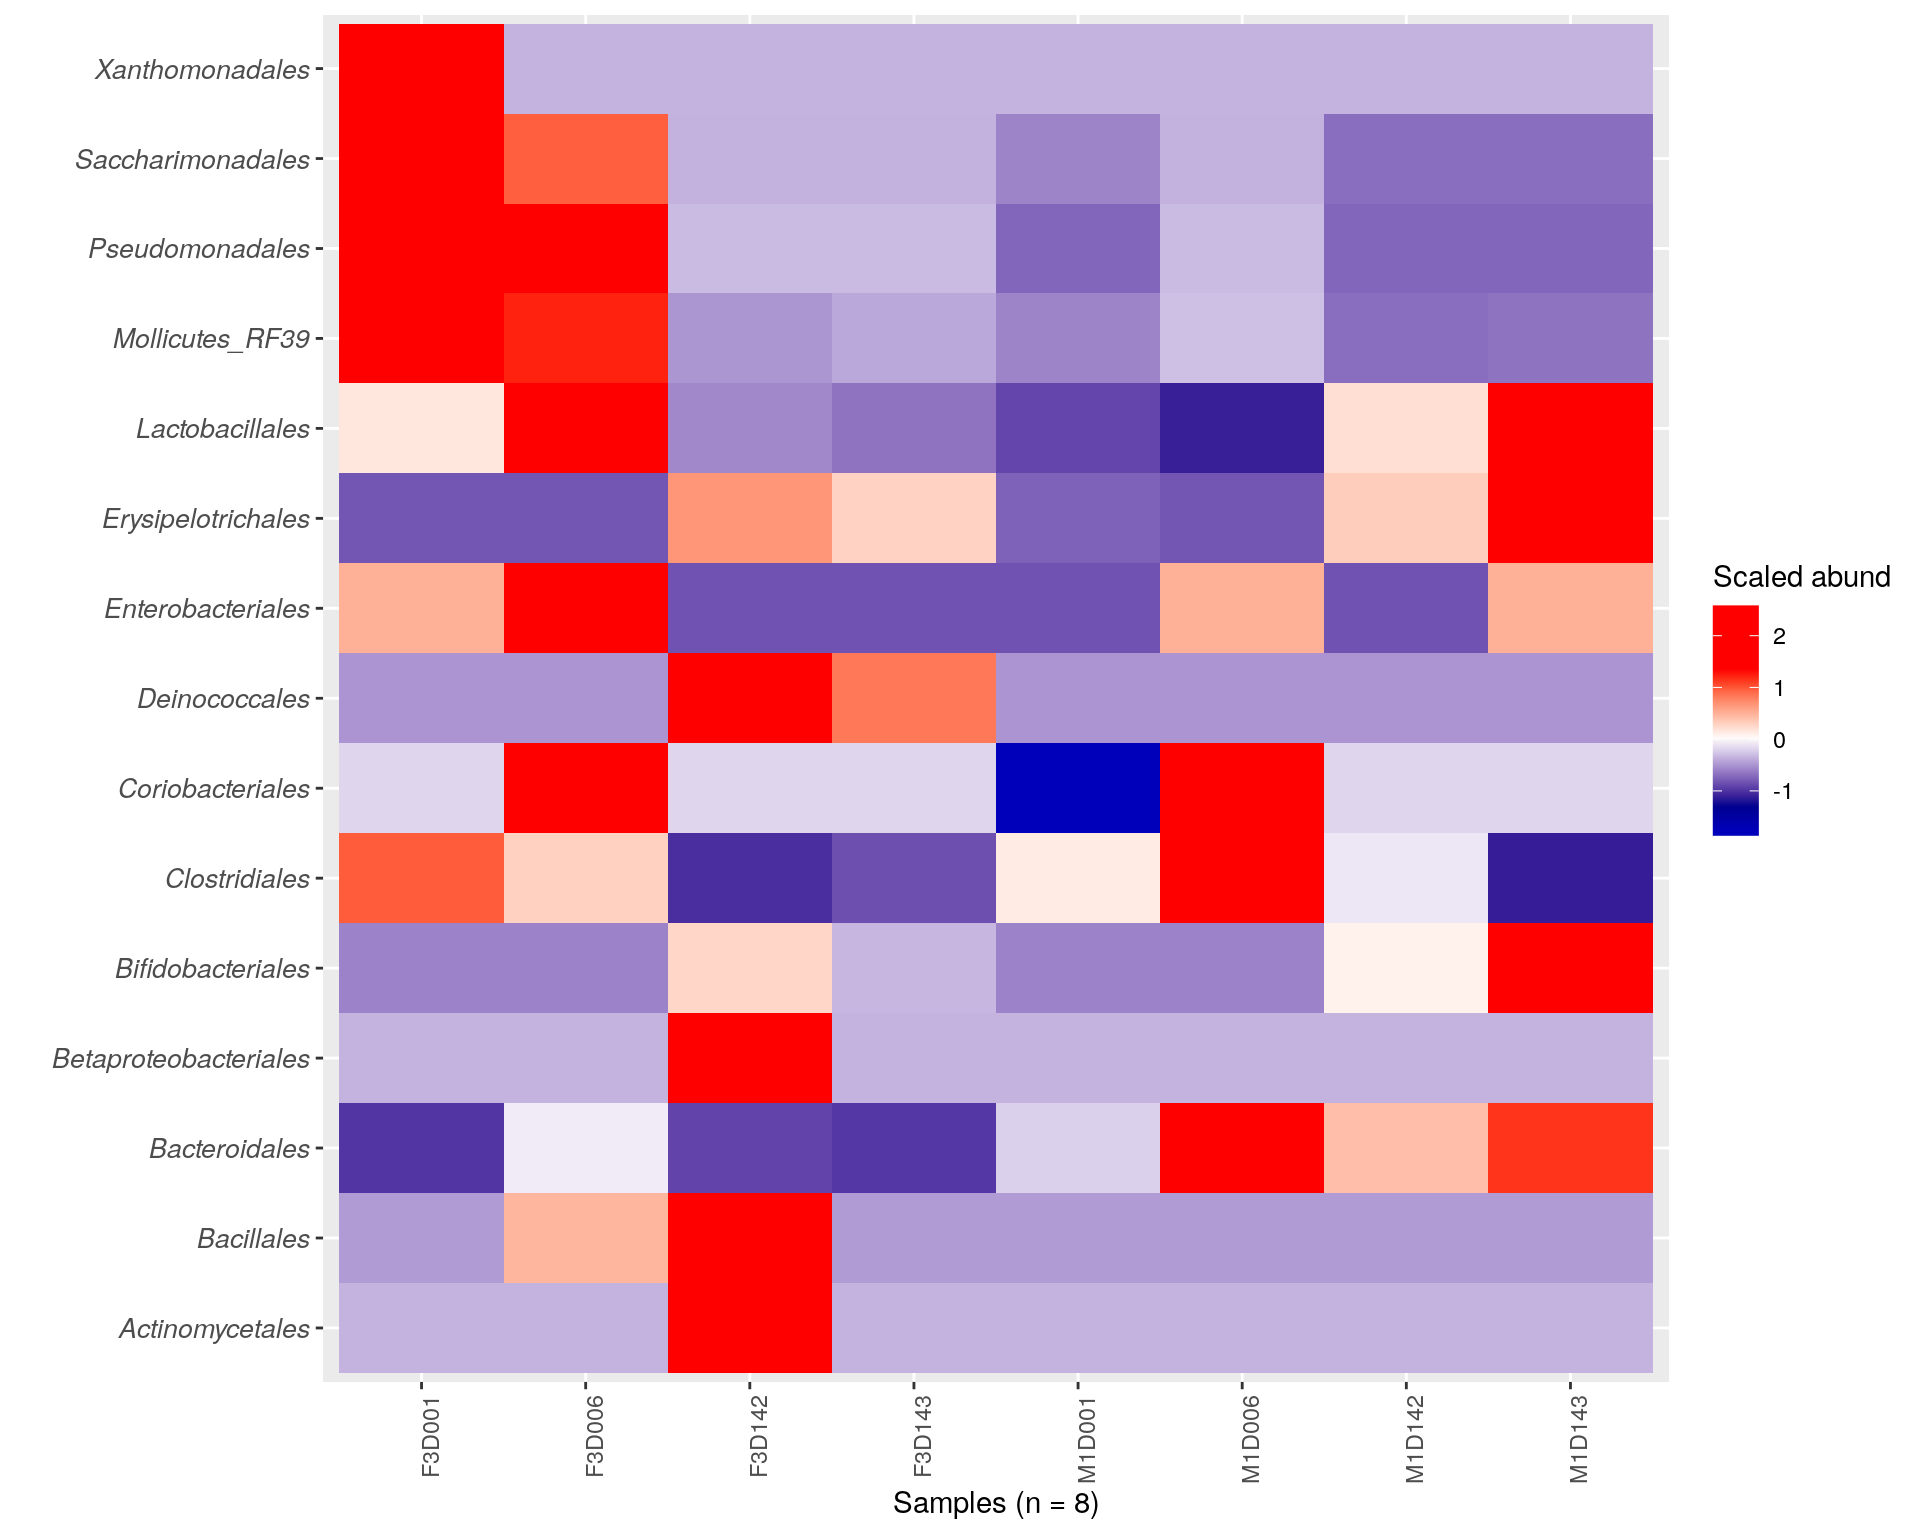 Xanthomonadales
Saccharimonadales
Pseudomonadales
Mollicutes_RF39
Lactobacillales
Erysipelotrichales
Enterobacteriales
Deinococcales
Coriobacteriales
Clostridiales
Bifidobacteriales
Betaproteobacteriales
Bacteroidales
Bacillales
Actinomycetales
F3D001
F3D006
F3D142
F3D143
M1D001
M1D006
M1D142
M1D143
Samples (n = 8)
Scaled abund
2
1
0
-1